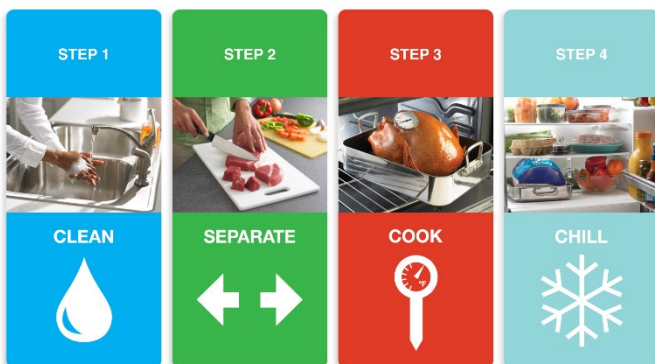 STEP 1
CLEAN
STEP 2
SEPARATE
STEP 3
COOK
°F
STEP 4
CHILL